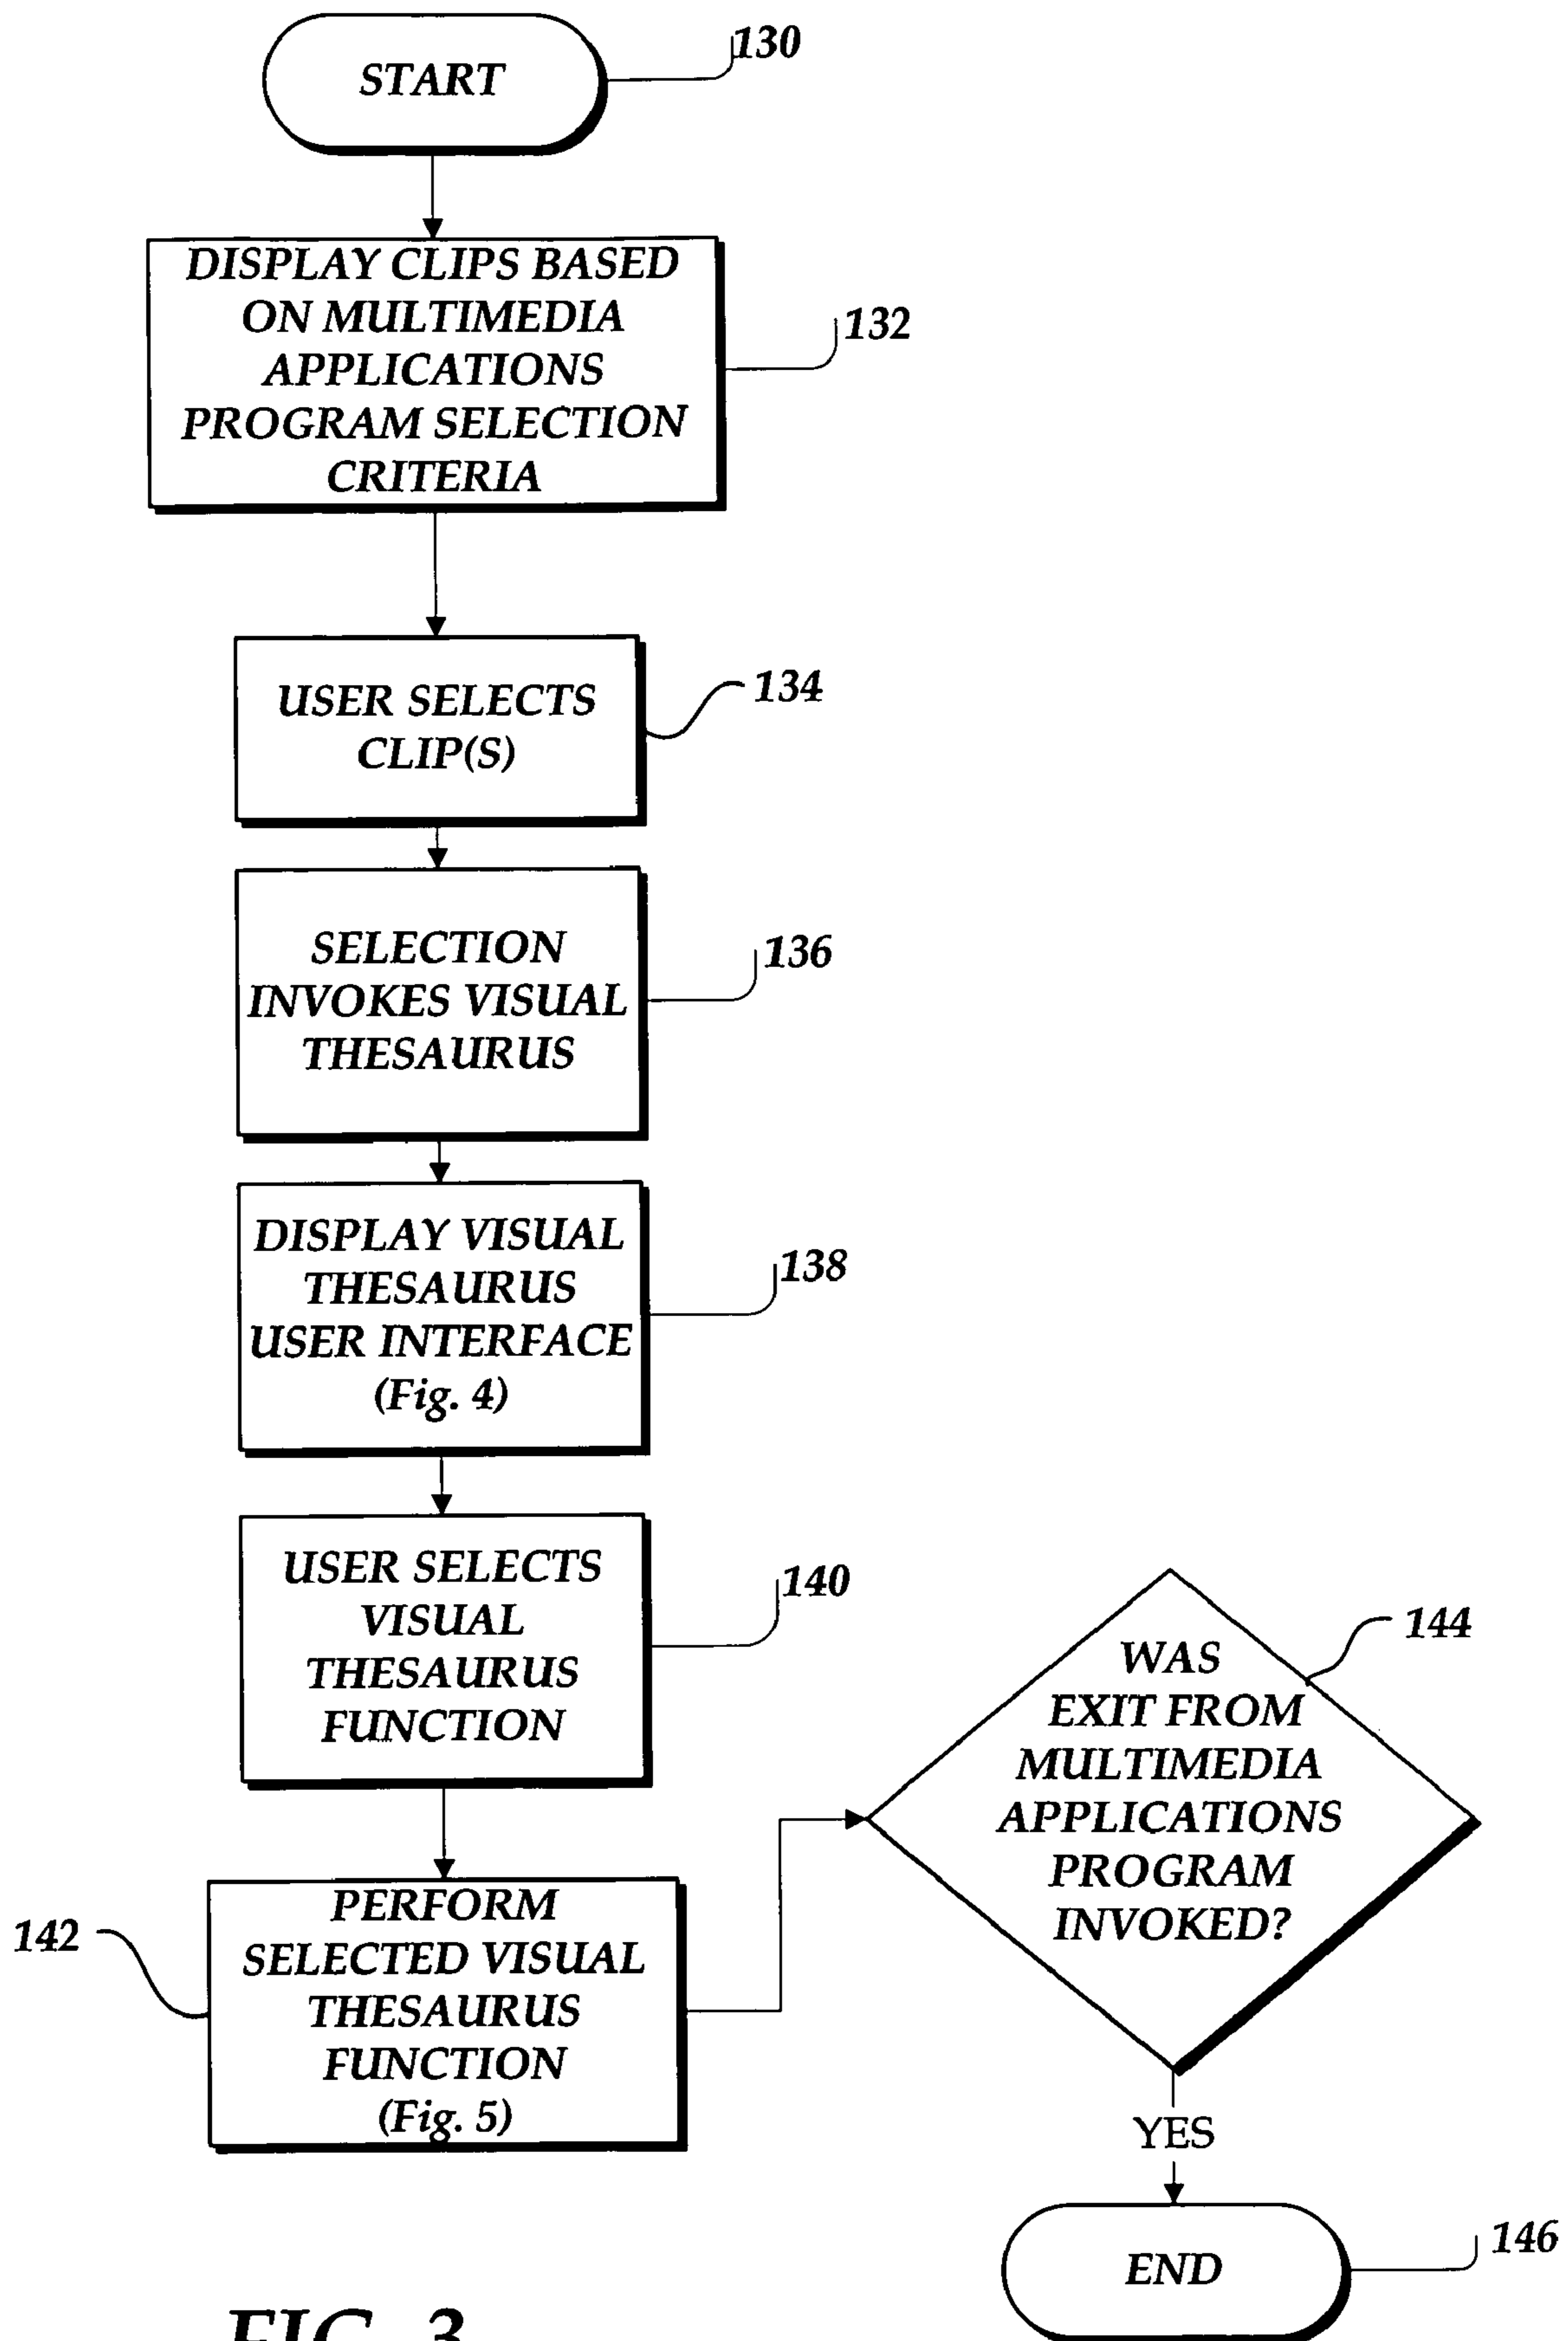 START
130
DISPLAY CLIPS BASED
ON MULTIMEDIA
APPLICATIONS
PROGRAM SELECTION
CRITERIA
132
USER SELECTS
CLIP(S)
134
SELECTION
INVOKES VISUAL
THESAURUS
136
DISPLAY VISUAL
THESAURUS
USER INTERFACE
(Fig. 4)
138
USER SELECTS
VISUAL
THESAURUS
FUNCTION
140
PERFORM
SELECTED VISUAL
THESAURUS
FUNCTION
(Fig. 5)
142
WAS
EXIT FROM
MULTIMEDIA
APPLICATIONS
PROGRAM
INVOKED?
144
YES
END
146
FIG. 3